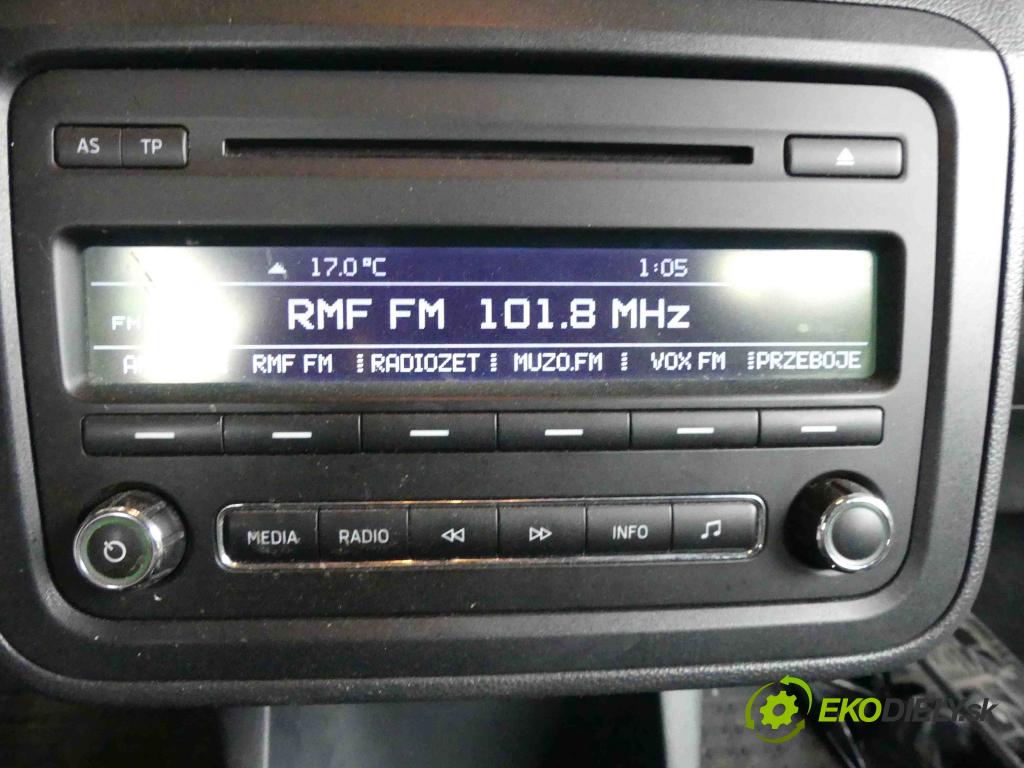 AS TP
17.0°C 1:05
FM RMF FM 101.8 MHz
RMF FM RADIOZET MUZO.FM VOX FM PRZEBOJE
MEDIA RADIO INFO
EKODIELY.sk